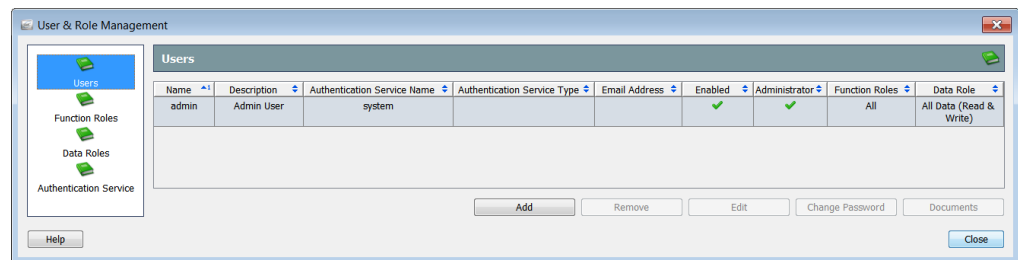 User & Role Management
Users
Function Roles
Data Roles
Authentication Service
Users
Name 1 Description Authentication Service Name Authentication Service Type Email Address Enabled Administrator Function Roles Data Role
admin Admin User system All All Data (Read &
Write)
Add Remove Edit Change Password Documents
Help Close